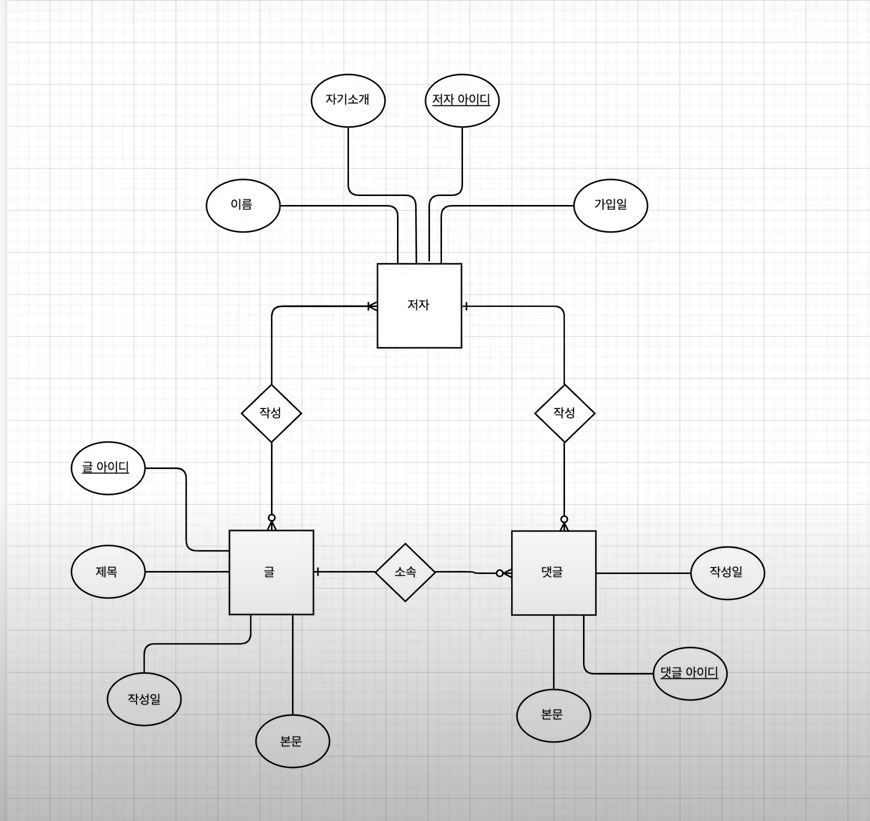 자기소개
저자 아이디
이름
가입일
저자
작성
작성
글 아이디
제목
글
소속
댓글
작성일
댓글 아이디
작성일
본문
본문